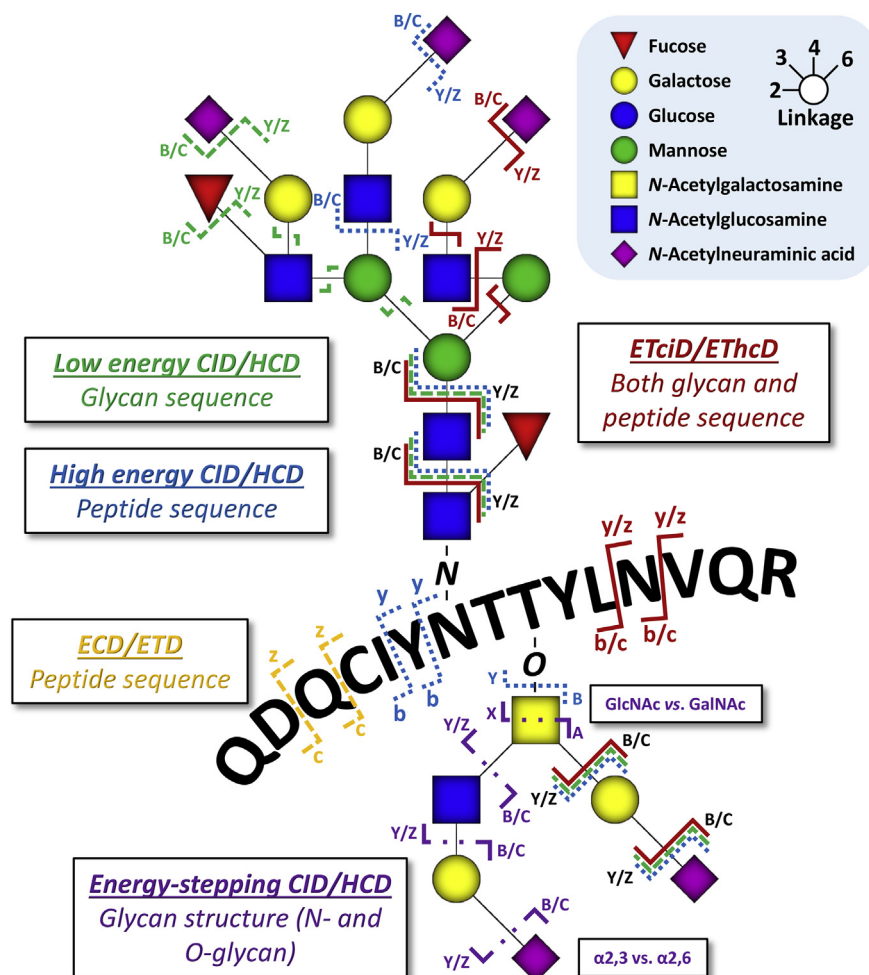 B/C
Y/Z
B/C
Y/Z
Y/Z
B/C
B/C
Y/Z
B/C
Y/Z
Y/Z
B/C
Fucose
Galactose
Glucose
Mannose
N-Acetylgalactosamine
N-Acetylglucosamine
N-Acetylneuraminic acid
2 3 4 6
Linkage
Low energy CID/HCD
Glycan sequence
High energy CID/HCD
Peptide sequence
ETciD/EThcD
Both glycan and
peptide sequence
B/C
Y/Z
B/C
Y/Z
N
ECD/ETD
Peptide sequence
z z
y y
y/z y/z
QDQCIYNTTYLNVQR
c c
b b
b/c b/c
O
Y
B
X
A
GlcNAc vs. GalNAc
Y/Z
B/C
B/C
Y/Z
Y/Z
B/C
B/C
Y/Z
B/C
Y/Z
Energy-stepping CID/HCD
Glycan structure (N- and
O-glycan)
α2,3 vs. α2,6